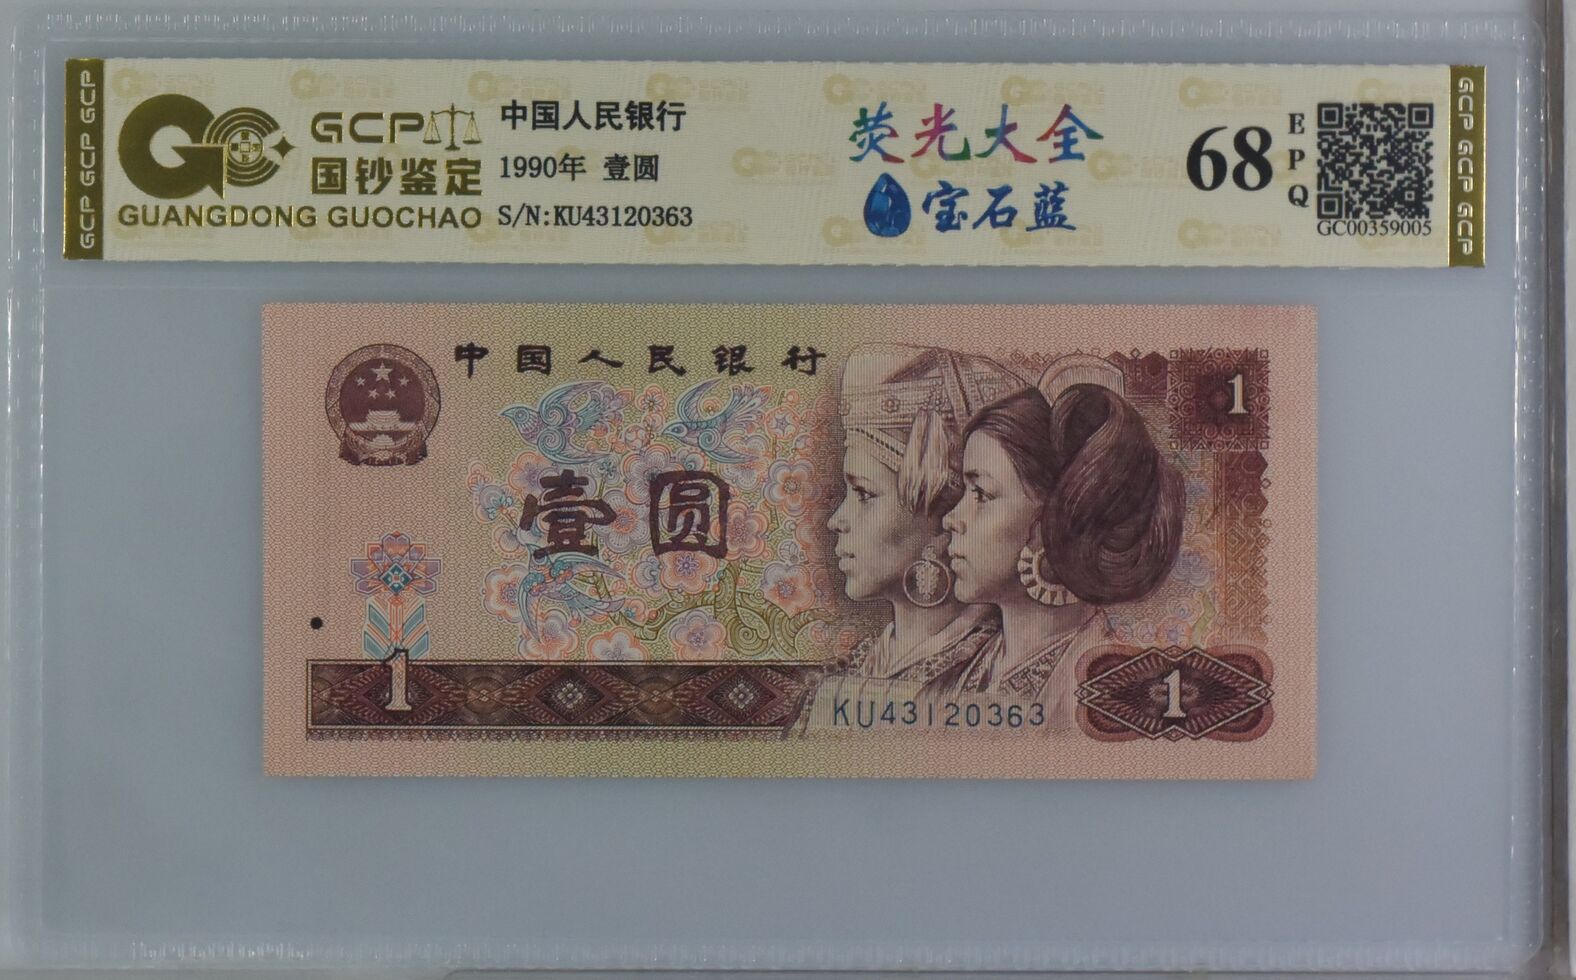 GCP GCP GCP
GCP
国钞鉴定
GUANGDONG GUOCHAO
中国人民银行
1990年 壹圆
S/N:KU43120363
荧光大全
宝石蓝
68
EPQ
GC00359005
GCP GCP GCP
中国人民银行
1
壹圆
1
KU43120363
1